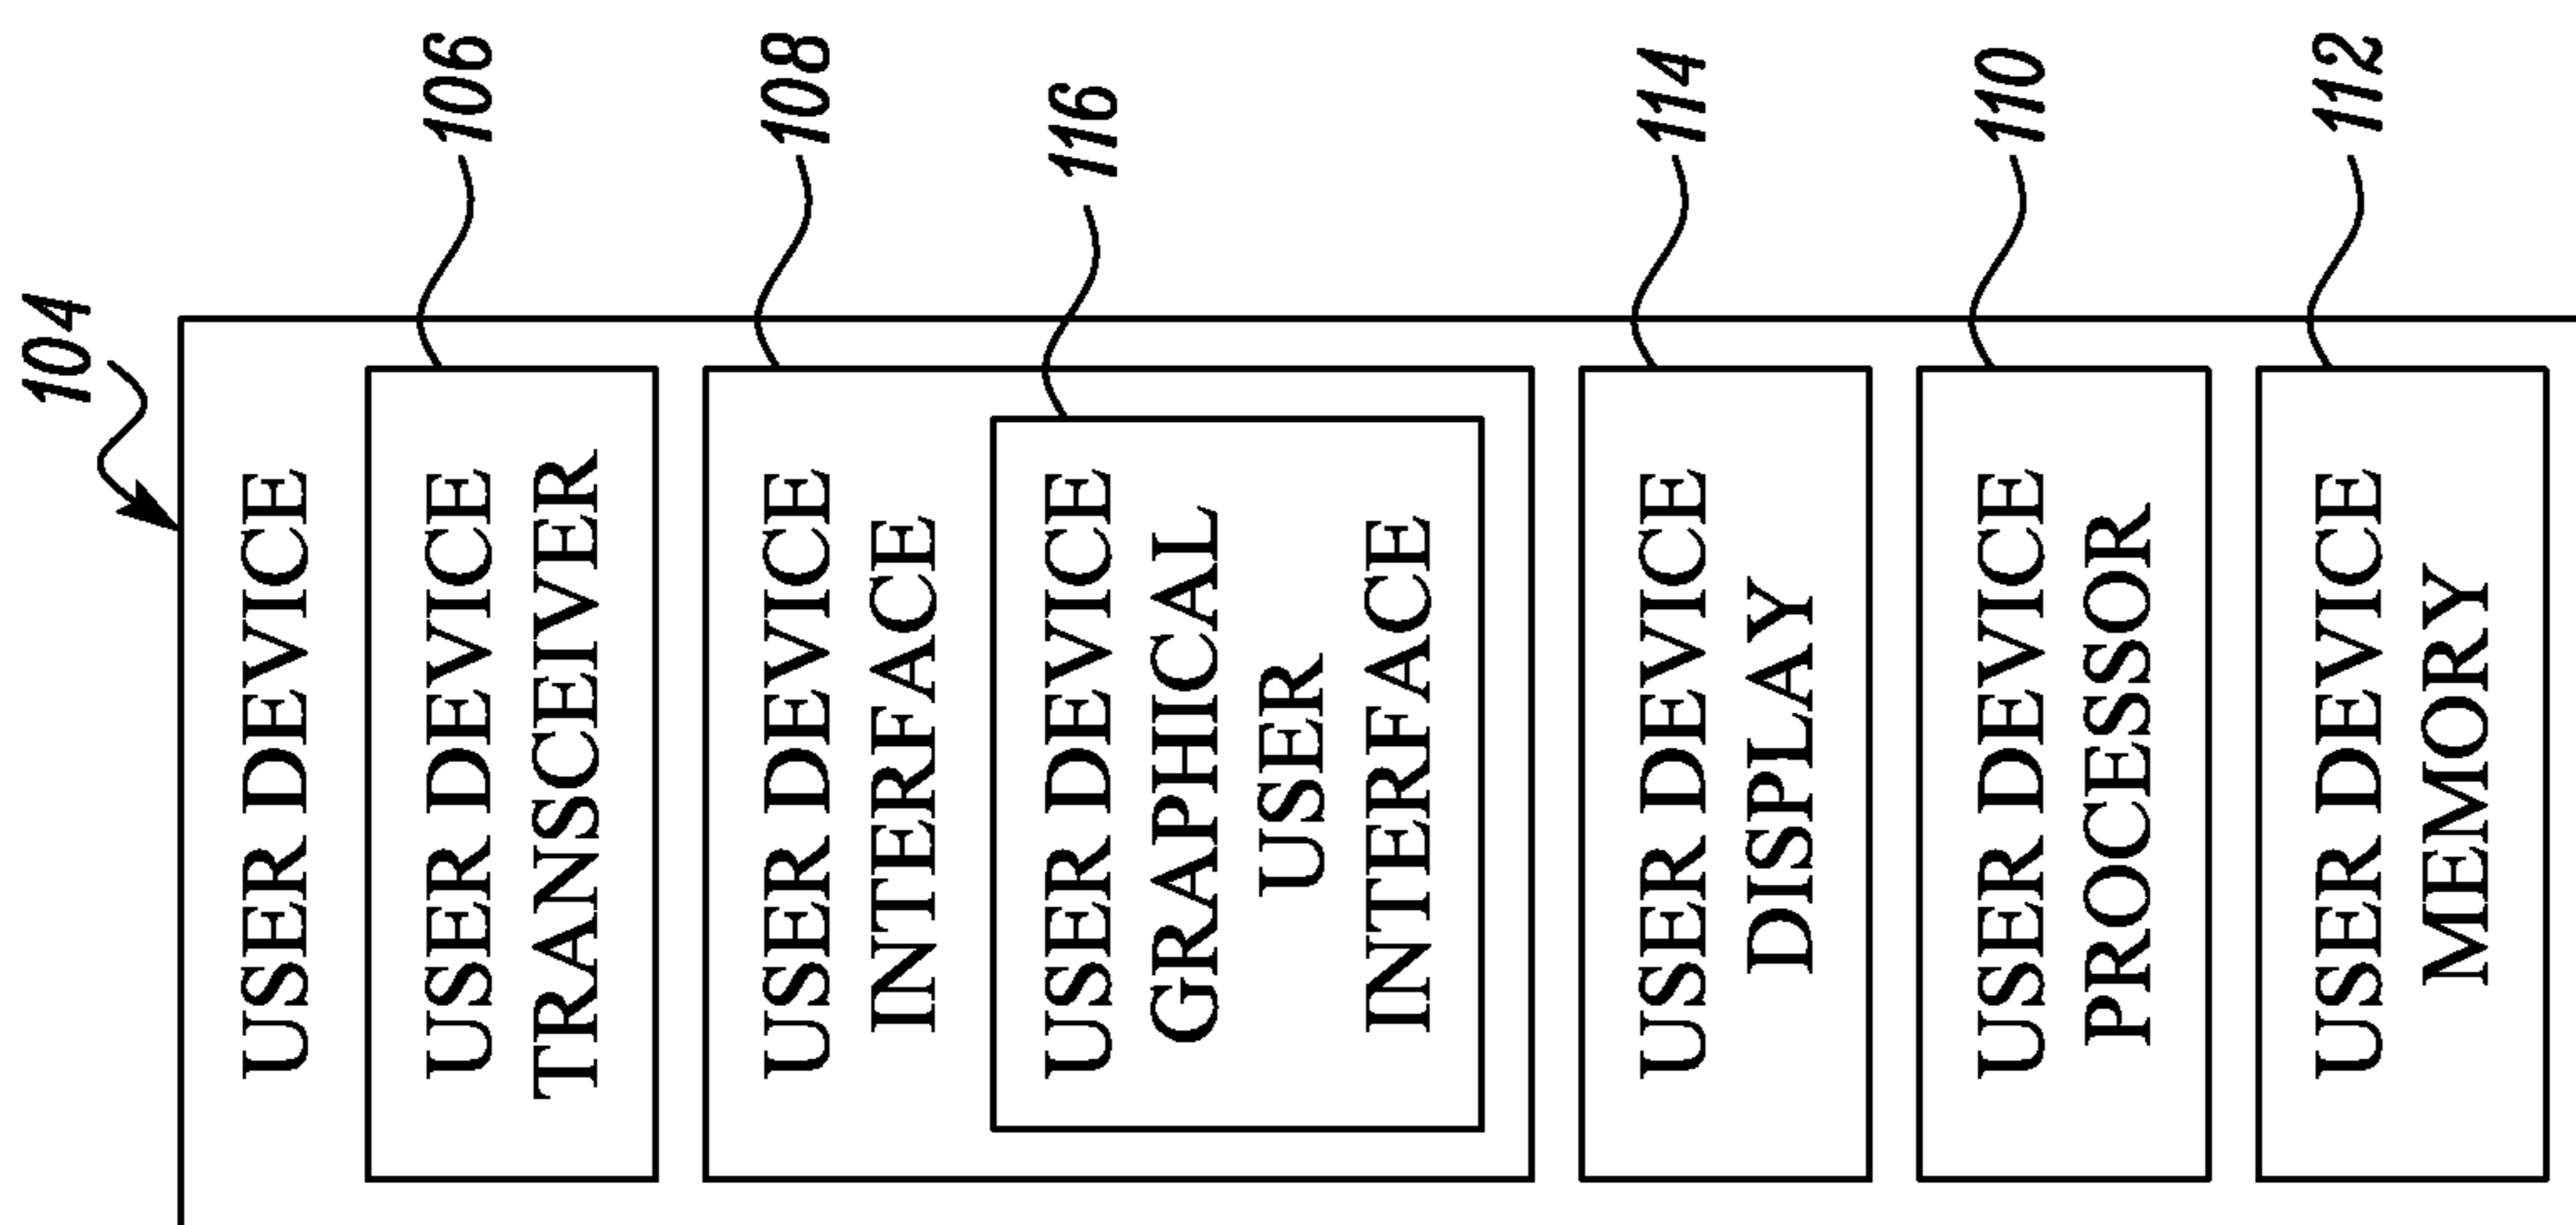 104
USER DEVICE
106
USER DEVICE
TRANSCEIVER
108
USER DEVICE
INTERFACE
116
USER DEVICE
GRAPHICAL
USER
INTERFACE
114
USER DEVICE
DISPLAY
110
USER DEVICE
PROCESSOR
112
USER DEVICE
MEMORY